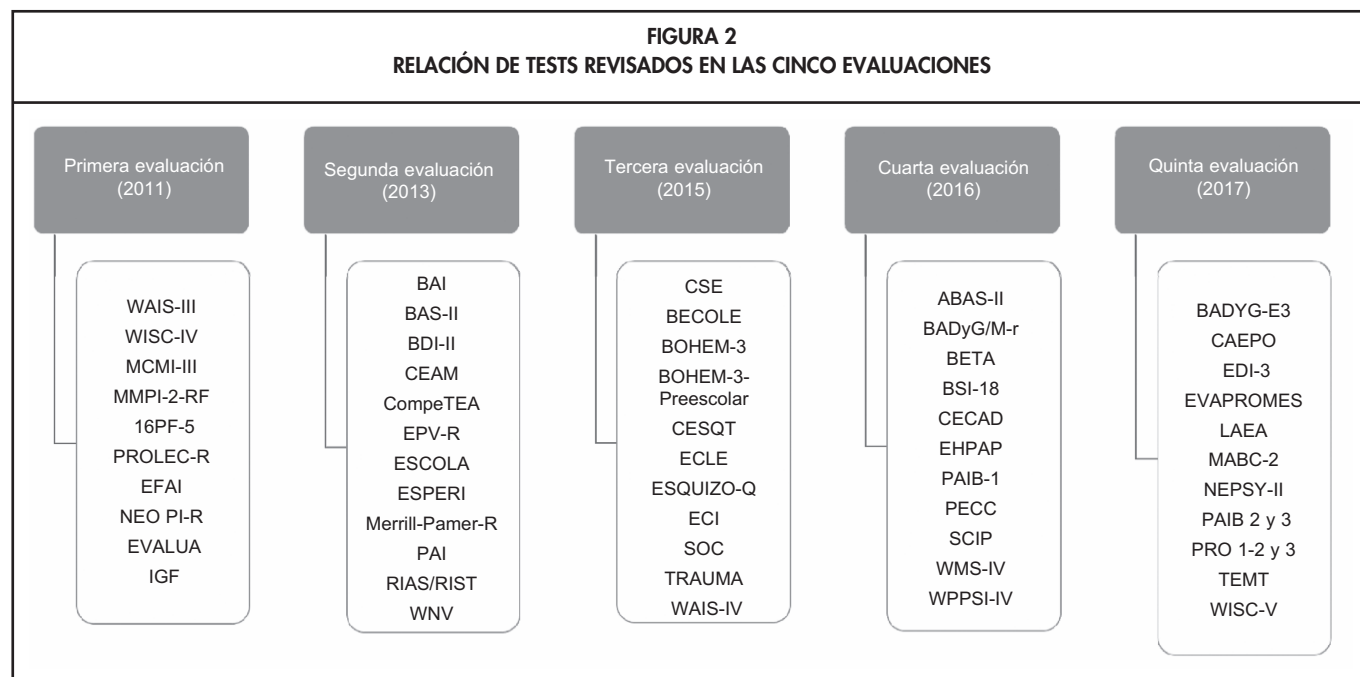 FIGURA 2
RELACIÓN DE TESTS REVISADOS EN LAS CINCO EVALUACIONES
Primera evaluación
(2011)
WAIS-III
WISC-IV
MCMI-III
MMPI-2-RF
16PF-5
PROLEC-R
EFAI
NEO PI-R
EVALUA
IGF
Segunda evaluación
(2013)
BAI
BAS-II
BDI-II
CEAM
CompeTEA
EPV-R
ESCOLA
ESPERI
Merrill-Pamer-R
PAI
RIAS/RIST
WNV
Tercera evaluación
(2015)
CSE
BECOLE
BOHEM-3
BOHEM-3-
Preescolar
CESQT
ECLE
ESQUIZO-Q
ECI
SOC
TRAUMA
WAIS-IV
Cuarta evaluación
(2016)
ABAS-II
BADyG/M-r
BETA
BSI-18
CECAD
EHPAP
PAIB-1
PECC
SCIP
WMS-IV
WPPSI-IV
Quinta evaluación
(2017)
BADYG-E3
CAEPO
EDI-3
EVAPROMES
LAEA
MABC-2
NEPSY-II
PAIB 2 y 3
PRO 1-2 y 3
TEMT
WISC-V